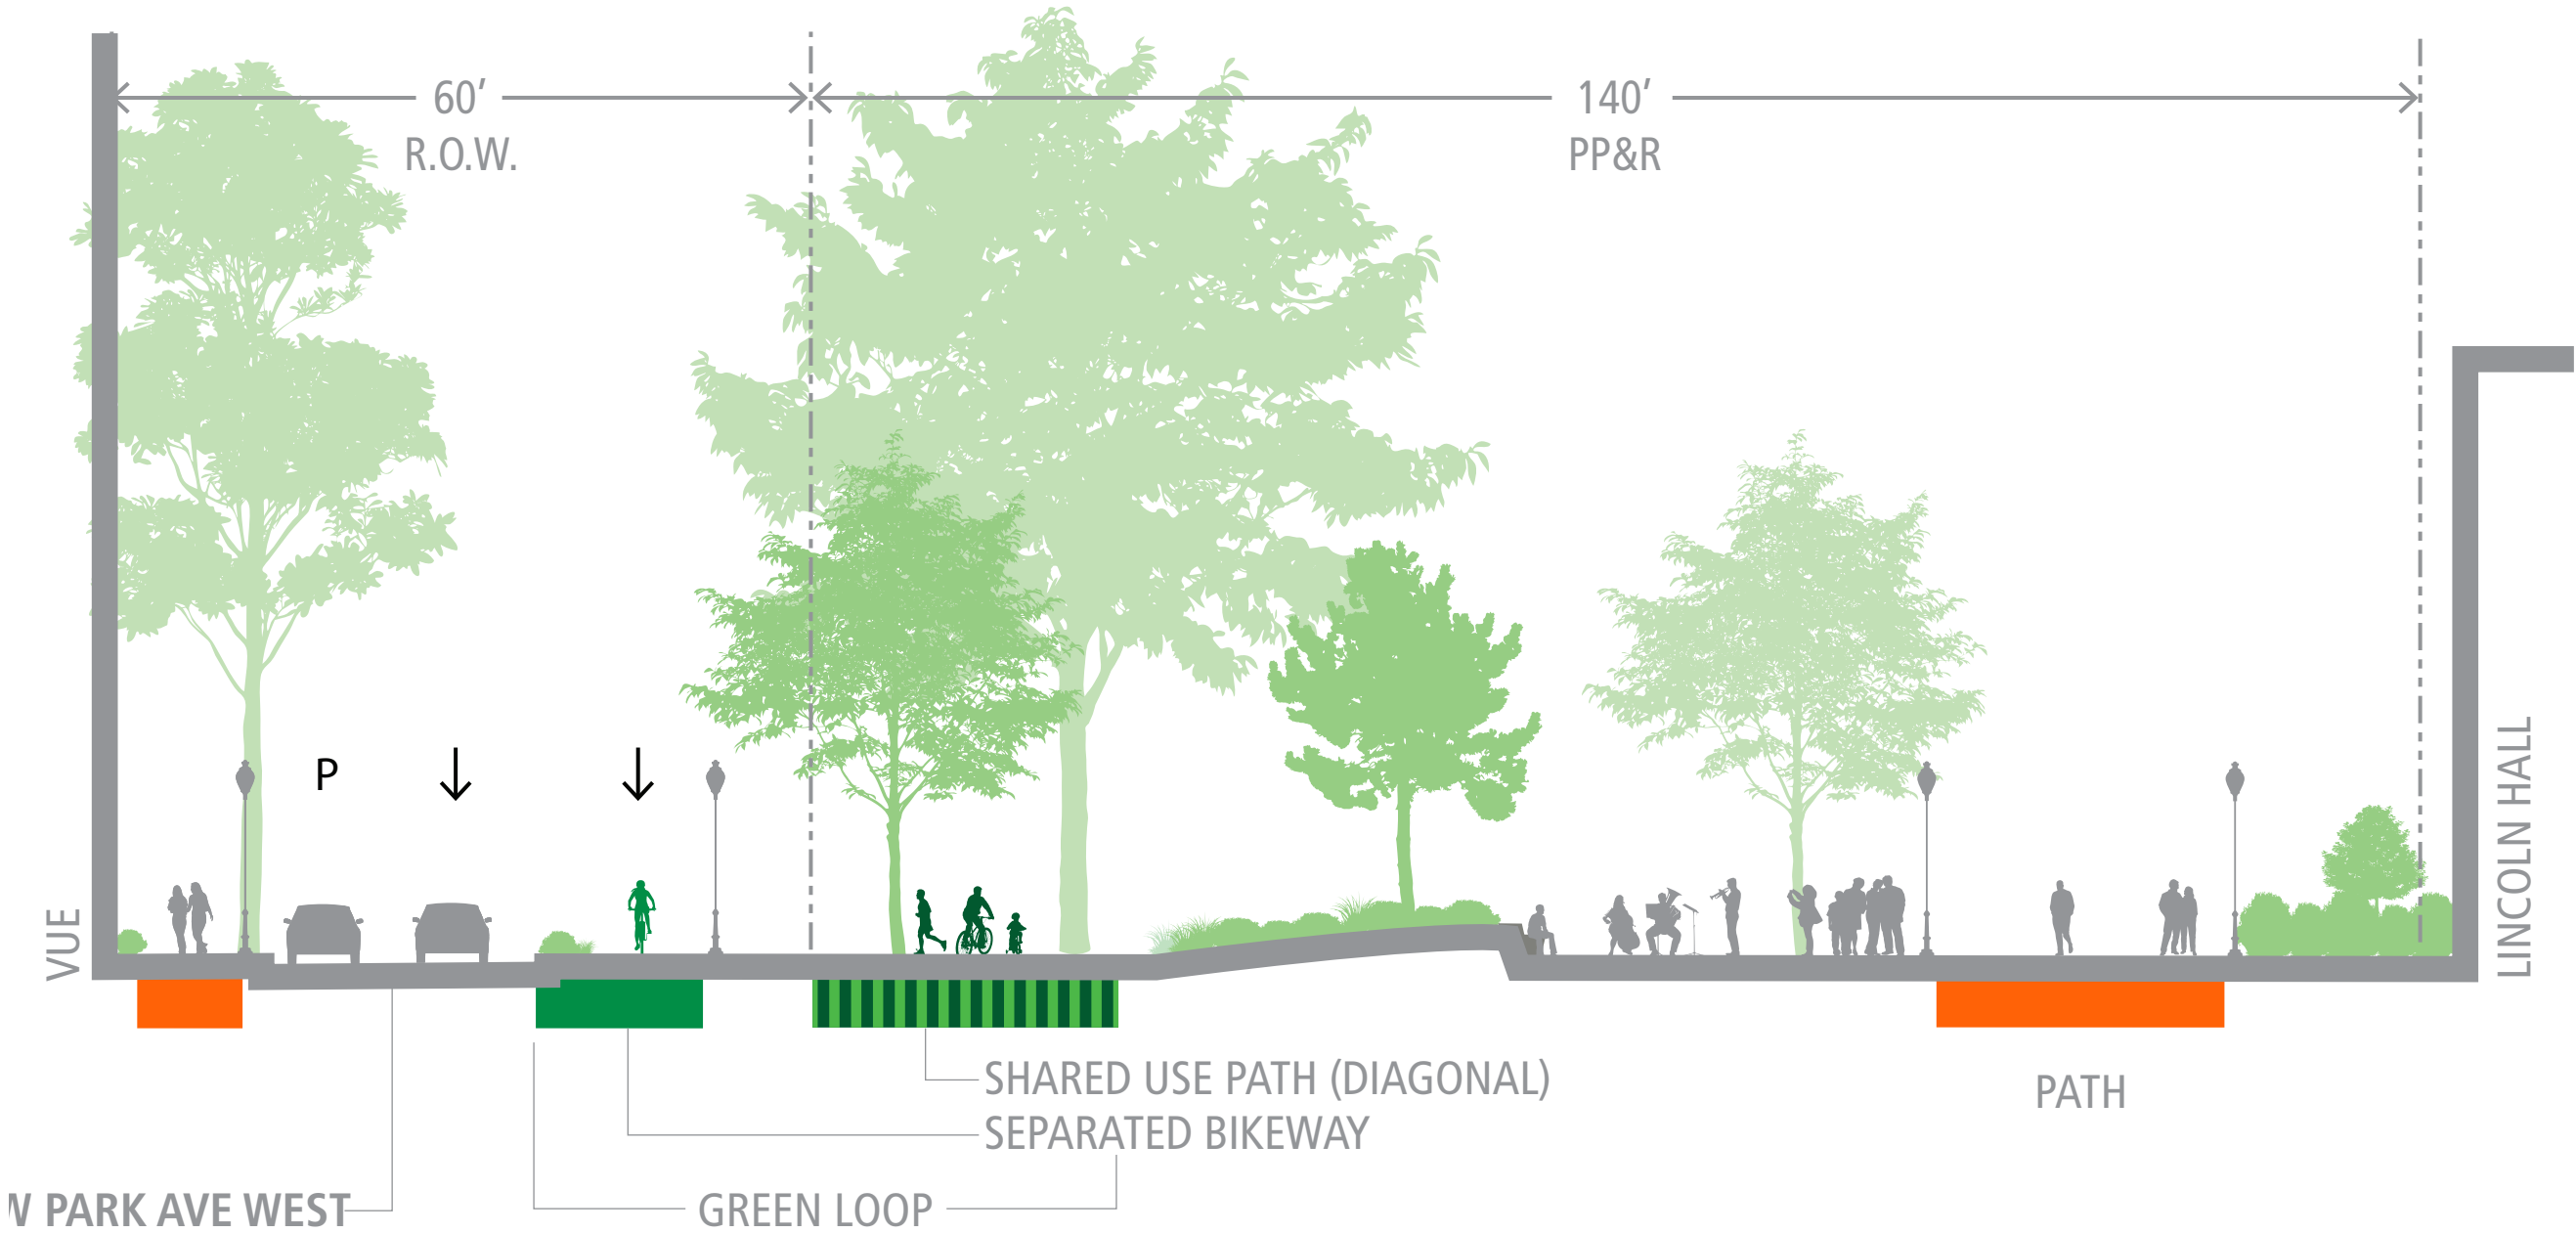 60’
R.O.W.
140’
PP&R
P
VUE
LINCOLN HALL
SHARED USE PATH (DIAGONAL)
SEPARATED BIKEWAY
PATH
PARK AVE WEST
GREEN LOOP